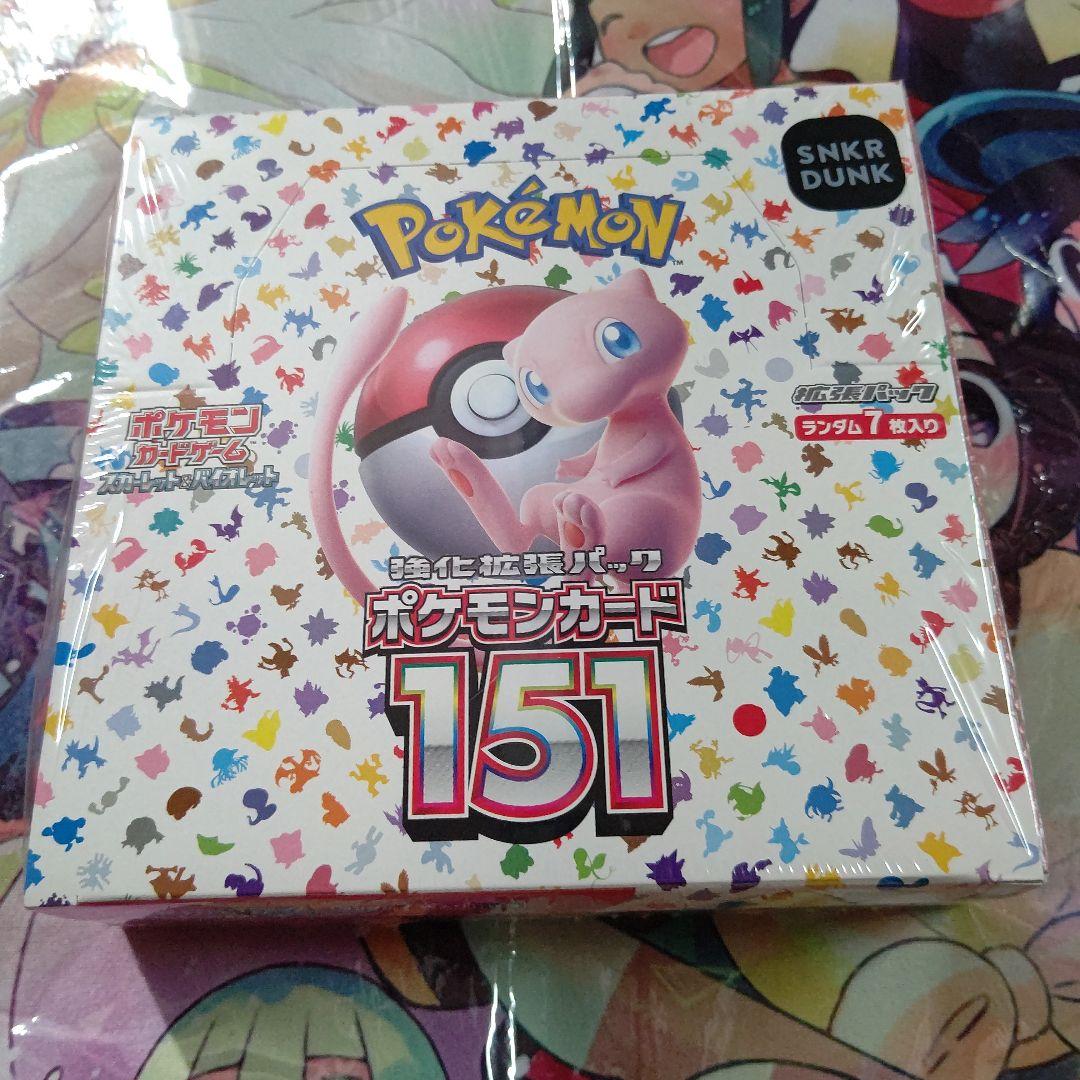 SNKR
DUNK
POKéMON
TM
拡張パック
ランダム7枚入り
ポケモン
カードゲーム
スカーレット&バイオレット
強化拡張パック
ポケモンカード
151